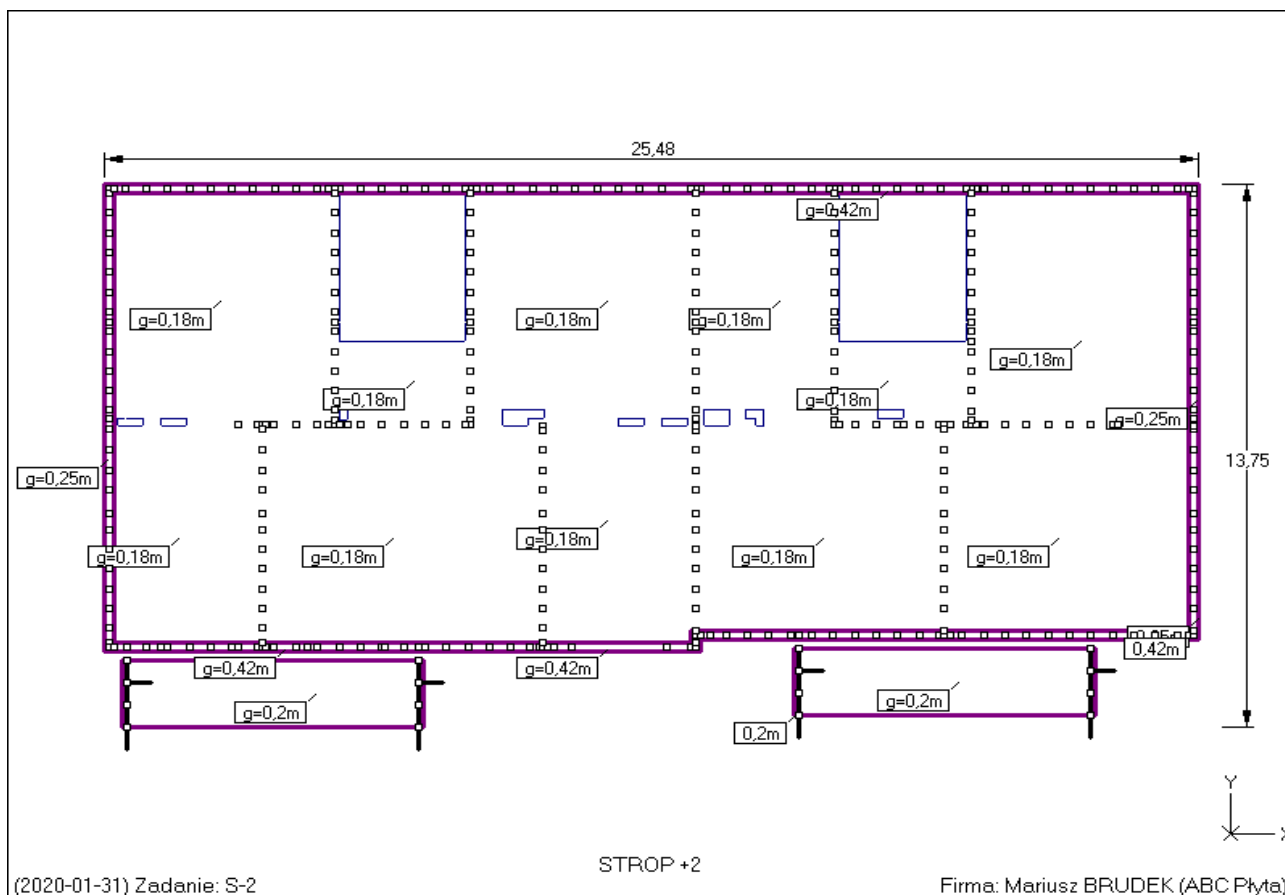 25,48
g=0,42m
g=0,18m
g=0,18m
g=0,18m
g=0,18m
g=0,18m
g=0,18m
g=0,25m
13,75
g=0,25m
g=0,18m
g=0,18m
g=0,18m
g=0,18m
g=0,18m
0,42m
g=0,42m
g=0,42m
g=0,2m
g=0,2m
0,2m
Y
X
STROP +2
(2020-01-31) Zadanie: S-2
Firma: Mariusz BRUDEK (ABC Płyta)